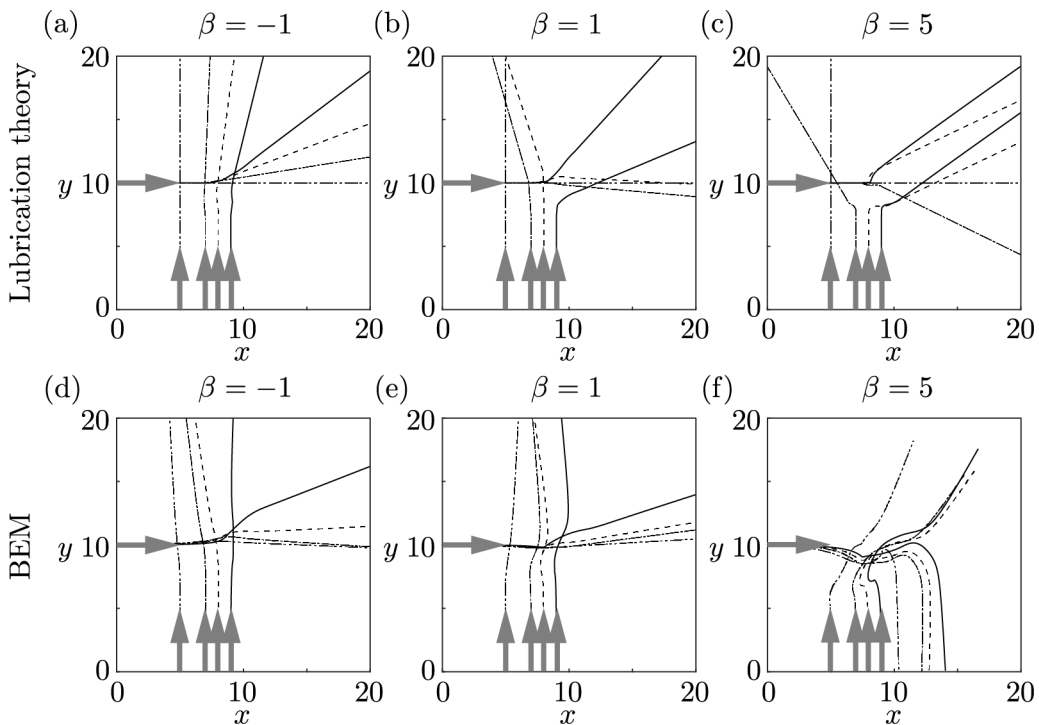 (a) β = −1 (b) β = 1 (c) β = 5
Lubrication theory
20 20 20
y 10 y 10 y 10
0 0 0
0 10 20 0 10 20 0 10 20
x x x
(d) β = −1 (e) β = 1 (f) β = 5
BEM
20 20 20
y 10 y 10 y 10
0 0 0
0 10 20 0 10 20 0 10 20
x x x